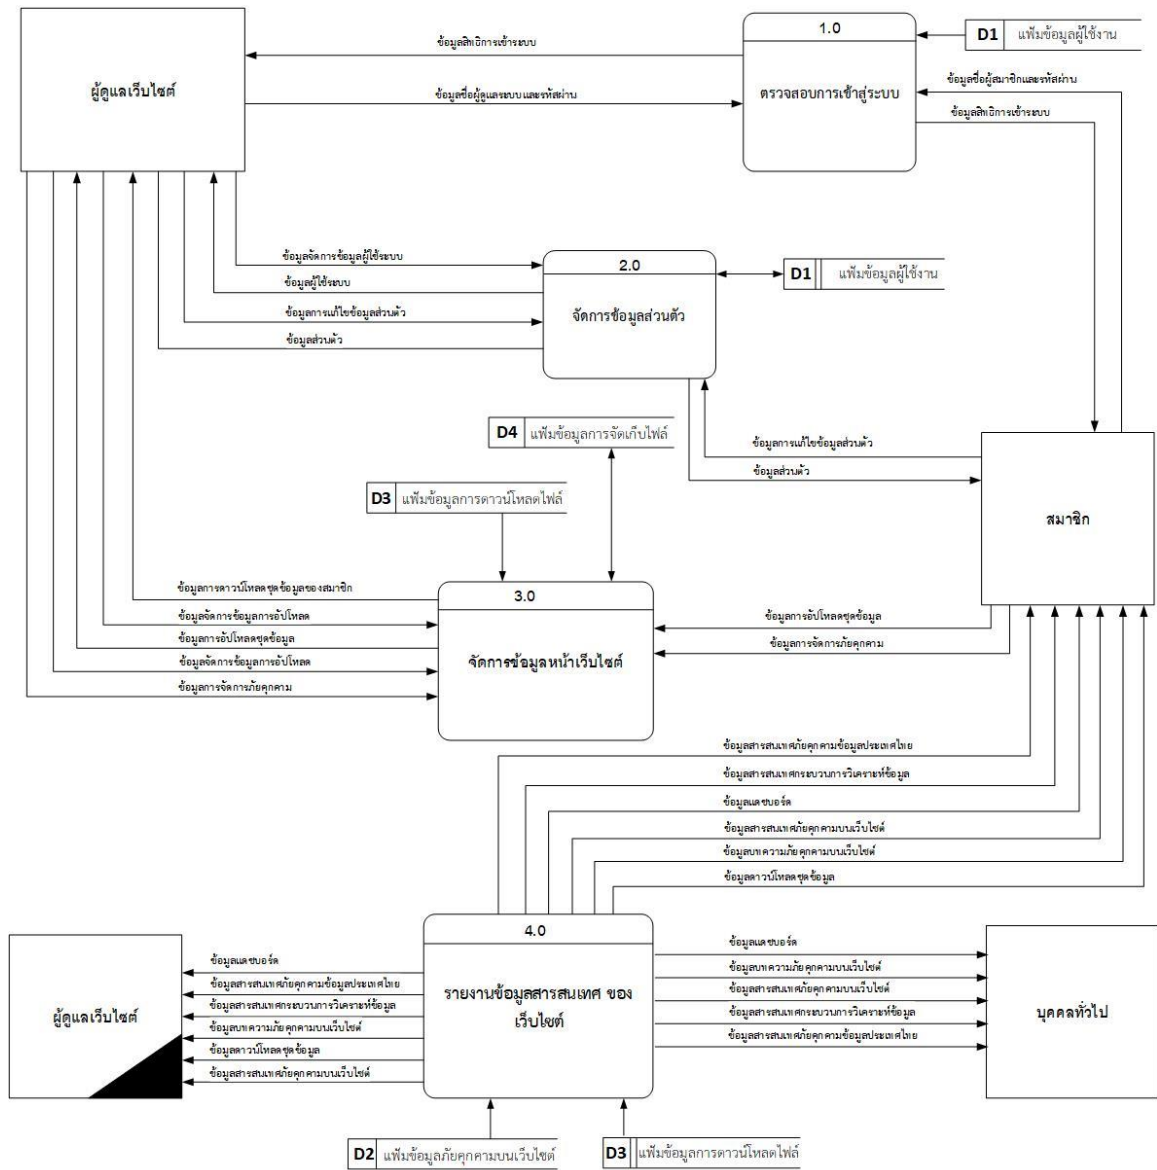 1.0
D1 แฟ้มข้อมูลผู้ใช้งาน
ข้อมูลสิทธิการเข้าระบบ
ข้อมูลชื่อผู้สมาชิกและรหัสผ่าน
ผู้ดูแลเว็บไซต์
ข้อมูลชื่อผู้ดูแลระบบและรหัสผ่าน
ตรวจสอบการเข้าสู่ระบบ
ข้อมูลสิทธิการเข้าระบบ
ข้อมูลจัดการข้อมูลผู้ใช้ระบบ
2.0
D1 แฟ้มข้อมูลผู้ใช้งาน
ข้อมูลผู้ใช้ระบบ
ข้อมูลการแก้ไขข้อมูลส่วนตัว
จัดการข้อมูลส่วนตัว
ข้อมูลส่วนตัว
D4 แฟ้มข้อมูลการจัดเก็บไฟล์
ข้อมูลการแก้ไขข้อมูลส่วนตัว
ข้อมูลส่วนตัว
D3 แฟ้มข้อมูลการดาวน์โหลดไฟล์
สมาชิก
ข้อมูลการดาวน์โหลดชุดข้อมูลของสมาชิก
3.0
ข้อมูลจัดการข้อมูลการอัปโหลด
ข้อมูลการอัปโหลดชุดข้อมูล
ข้อมูลการอัปโหลดชุดข้อมูล
ข้อมูลการจัดการภัยคุกคาม
ข้อมูลจัดการข้อมูลการอัปโหลด
จัดการข้อมูลหน้าเว็บไซต์
ข้อมูลการจัดการภัยคุกคาม
ข้อมูลสารสนเทศภัยคุกคามข้อมูลประเทศไทย
ข้อมูลสารสนเทศกระบวนการวิเคราะห์ข้อมูล
ข้อมูลแดชบอร์ด
ข้อมูลสารสนเทศภัยคุกคามบนเว็บไซต์
ข้อมูลบทความภัยคุกคามบนเว็บไซต์
ข้อมูลดาวน์โหลดชุดข้อมูล
4.0
รายงานข้อมูลสารสนเทศ ของ
เว็บไซต์
ข้อมูลแดชบอร์ด
ข้อมูลสารสนเทศภัยคุกคามข้อมูลประเทศไทย
ข้อมูลสารสนเทศกระบวนการวิเคราะห์ข้อมูล
ข้อมูลบทความภัยคุกคามบนเว็บไซต์
ข้อมูลดาวน์โหลดชุดข้อมูล
ข้อมูลสารสนเทศภัยคุกคามบนเว็บไซต์
ผู้ดูแลเว็บไซต์
ข้อมูลแดชบอร์ด
ข้อมูลบทความภัยคุกคามบนเว็บไซต์
ข้อมูลสารสนเทศภัยคุกคามบนเว็บไซต์
ข้อมูลสารสนเทศกระบวนการวิเคราะห์ข้อมูล
ข้อมูลสารสนเทศภัยคุกคามข้อมูลประเทศไทย
บุคคลทั่วไป
D2 แฟ้มข้อมูลภัยคุกคามบนเว็บไซต์
D3 แฟ้มข้อมูลการดาวน์โหลดไฟล์